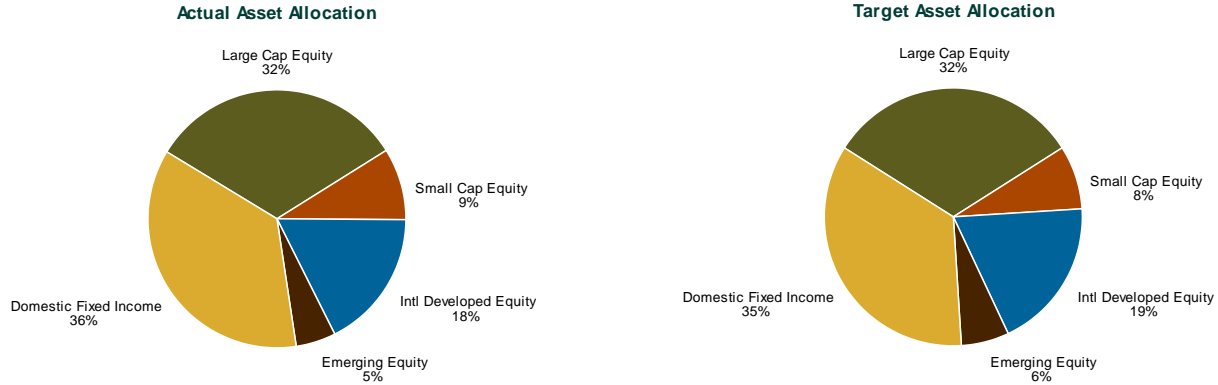 Actual Asset Allocation
Large Cap Equity
32%
Small Cap Equity
9%
Intl Developed Equity
18%
Emerging Equity
5%
Domestic Fixed Income
36%
Target Asset Allocation
Large Cap Equity
32%
Small Cap Equity
8%
Intl Developed Equity
19%
Emerging Equity
6%
Domestic Fixed Income
35%